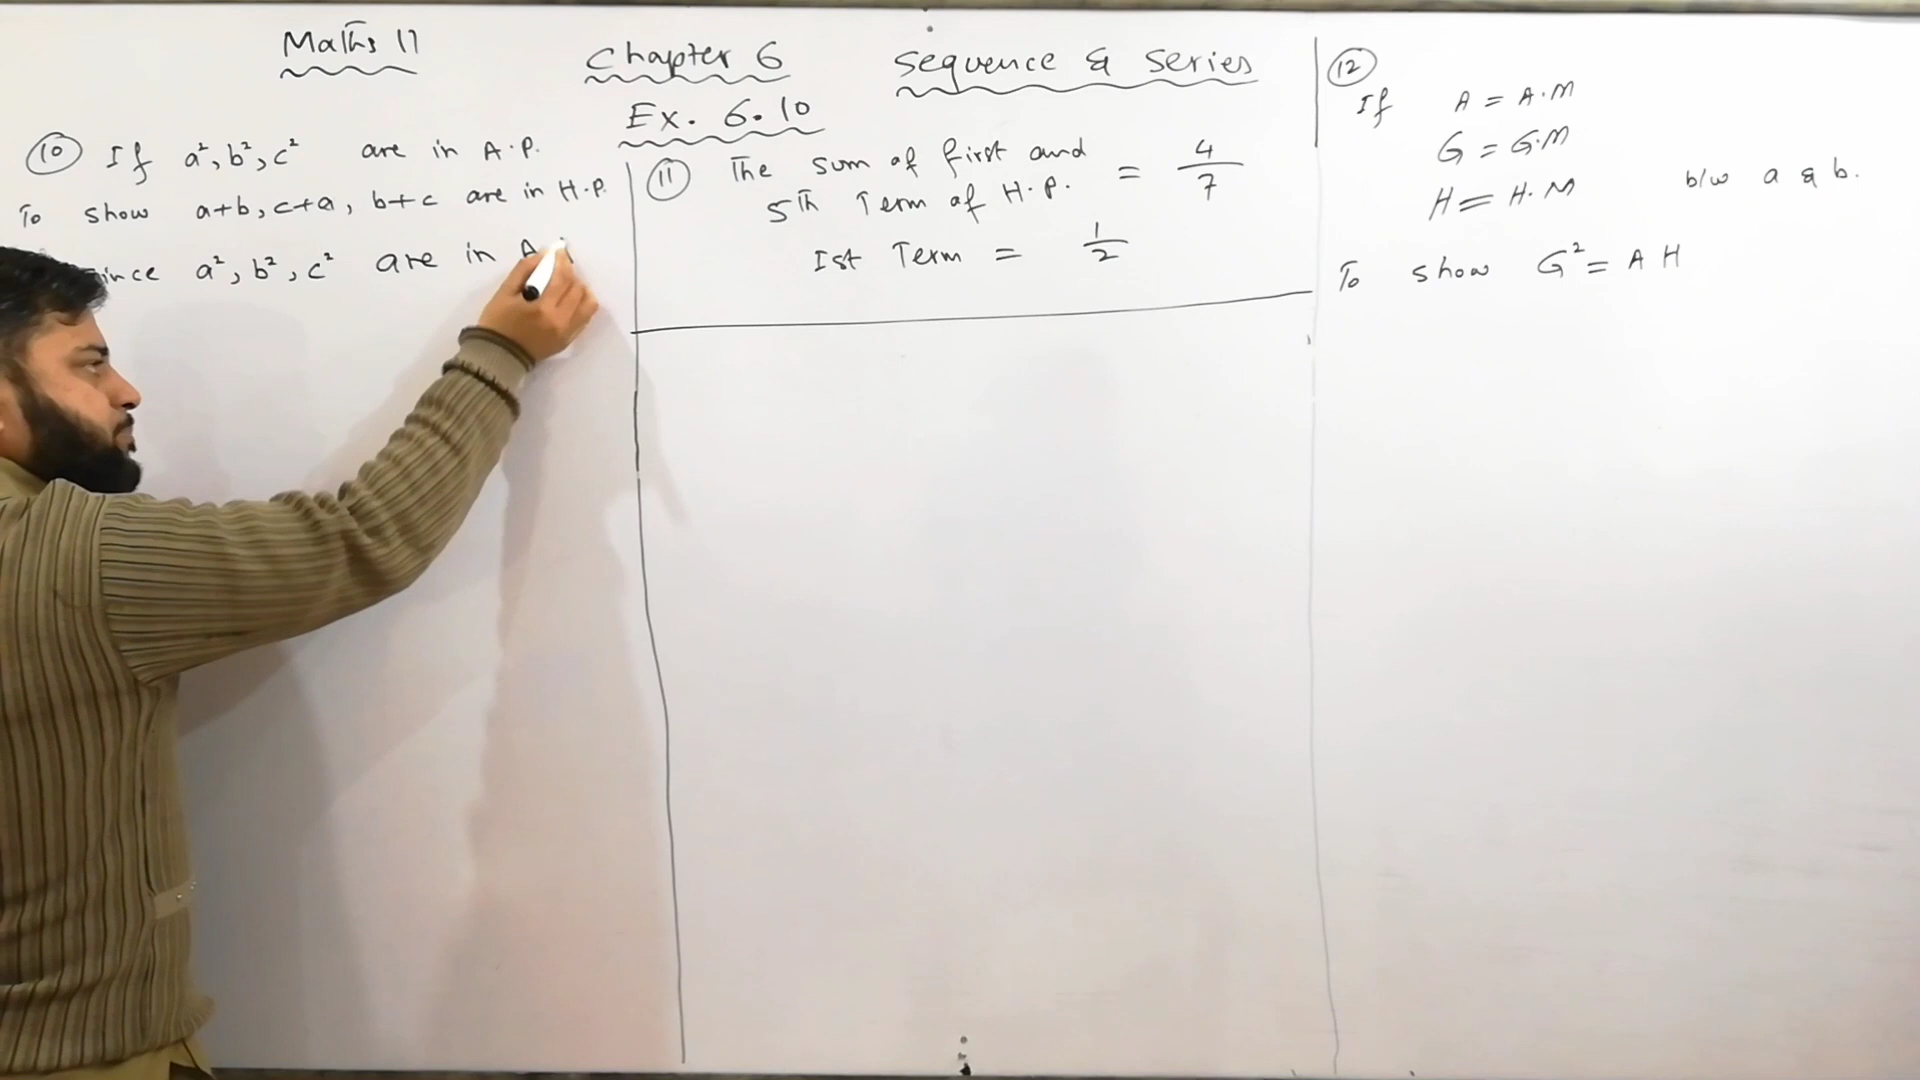 Maths 11
Chapter 6 Sequence & Series
Ex. 6.10
(10) If a², b², c² are in A.P.
To show a+b, c+a, b+c are in H.P.
ince a², b², c² are in A
(11) The sum of first and
5th Term of H.P. = 4/7
Ist Term = 1/2
(12)
If A = A.M
G = G.M
H = H.M b/w a & b.
To show G² = A H